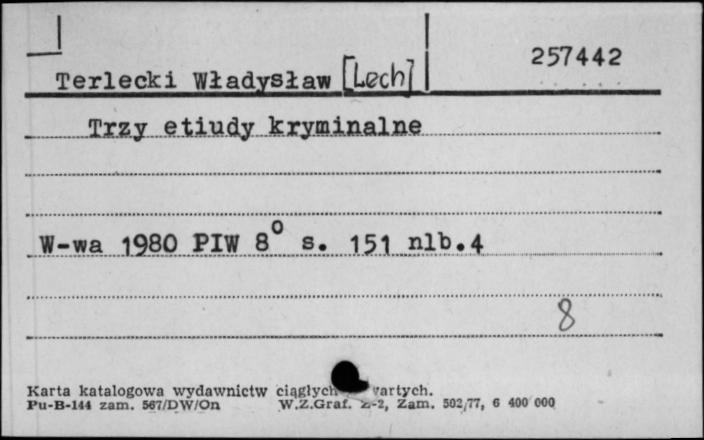 257442
Terlecki Władysław [Lech]
Trzy etiudy kryminalne
W-wa 1980 PIW 8° s. 151 nlb.4
8
Karta katalogowa wydawnictw ciągłych
Pu-B-144 zam. 567/DW/On W.Z.Graf. Z-2, Zam. 502/77, 6 400 000